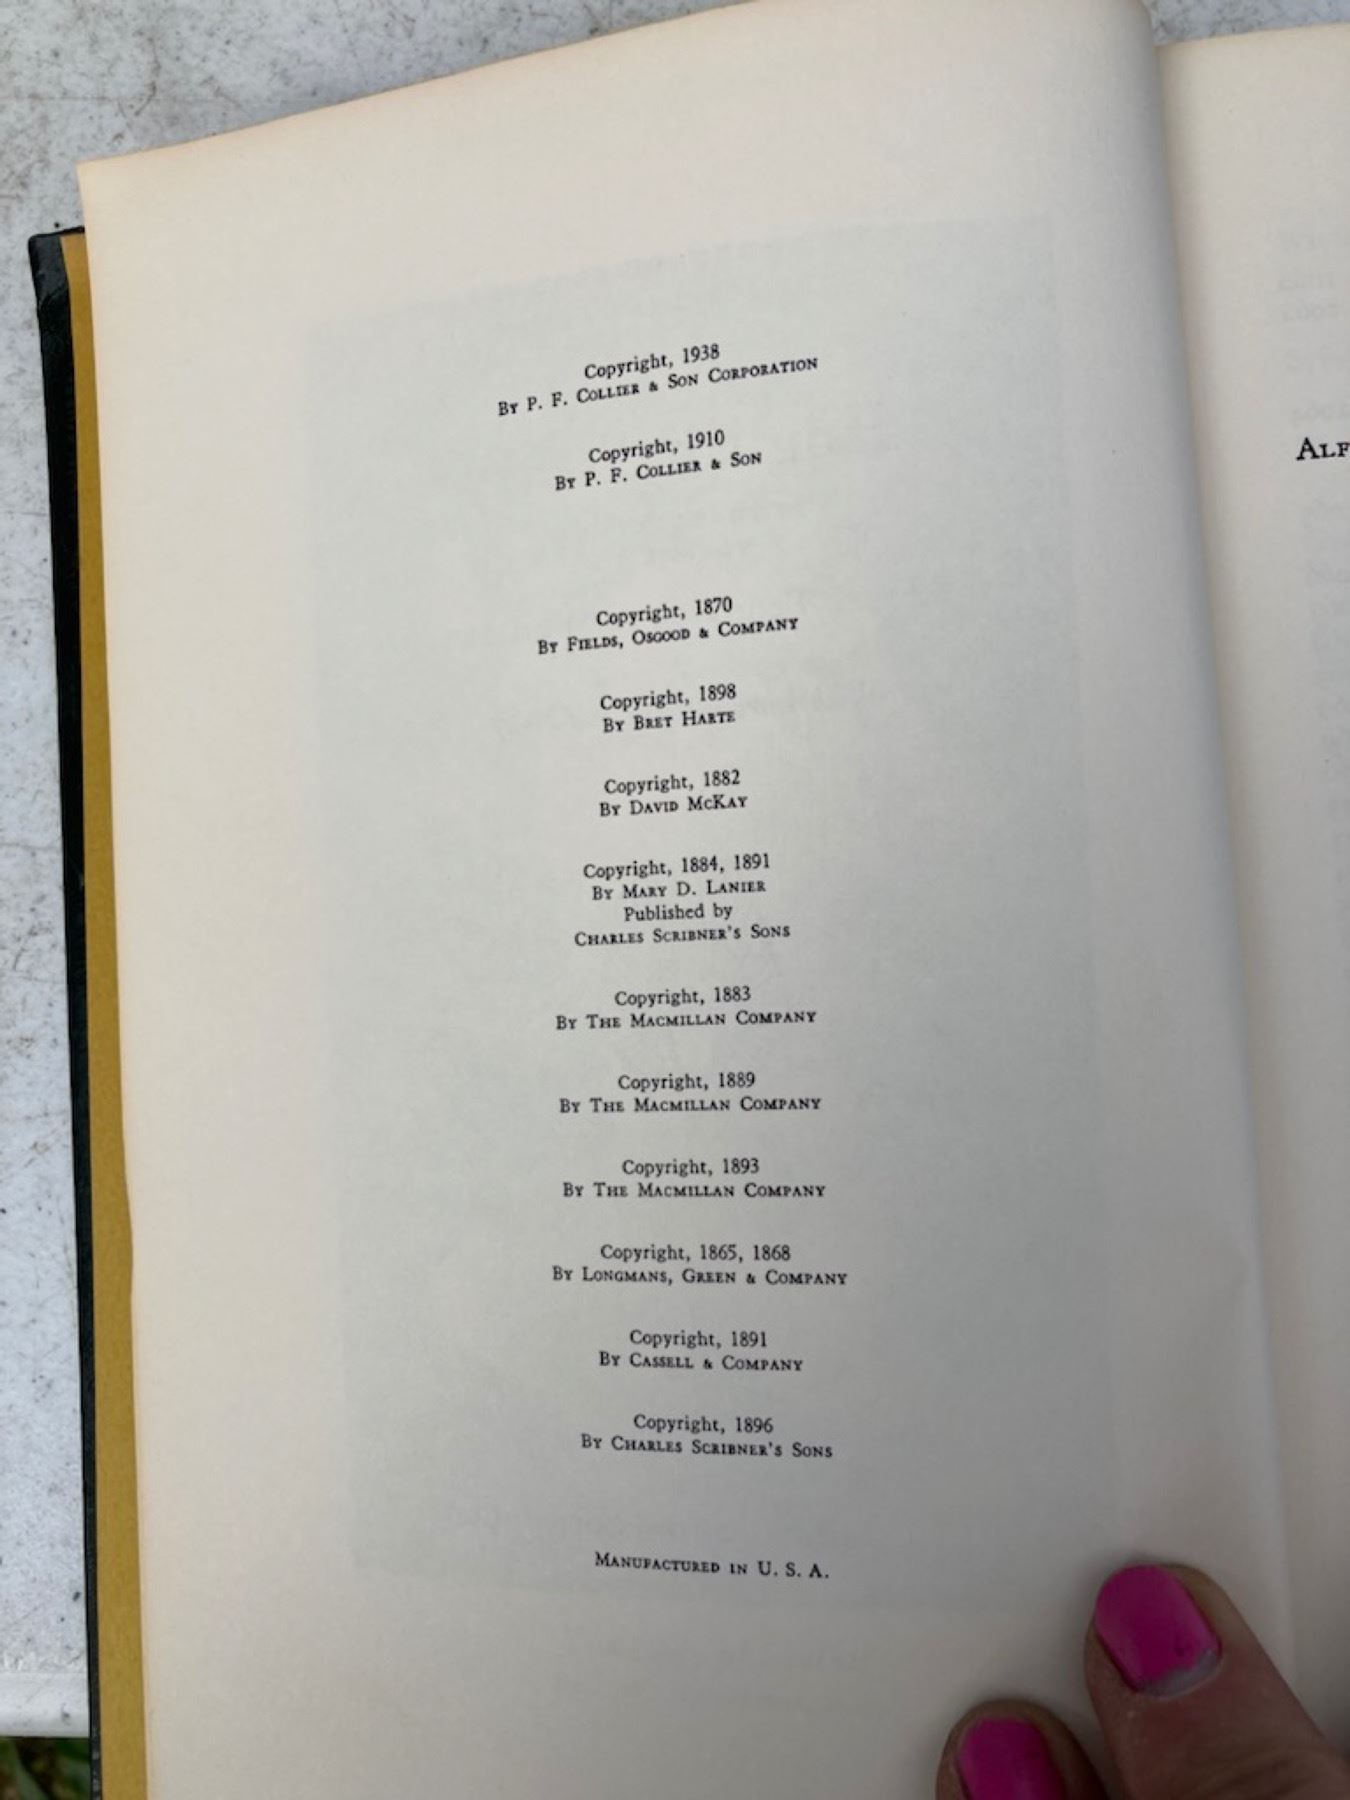 Copyright, 1938
By P. F. Collier & Son Corporation
Copyright, 1910
By P. F. Collier & Son
Copyright, 1870
By Fields, Osgood & Company
Copyright, 1898
By Bret Harte
Copyright, 1882
By David McKay
Copyright, 1884, 1891
By Mary D. Lanier
Published by
Charles Scribner's Sons
Copyright, 1883
By The Macmillan Company
Copyright, 1889
By The Macmillan Company
Copyright, 1893
By The Macmillan Company
Copyright, 1865, 1868
By Longmans, Green & Company
Copyright, 1891
By Cassell & Company
Copyright, 1896
By Charles Scribner's Sons
Manufactured in U. S. A.
Alf